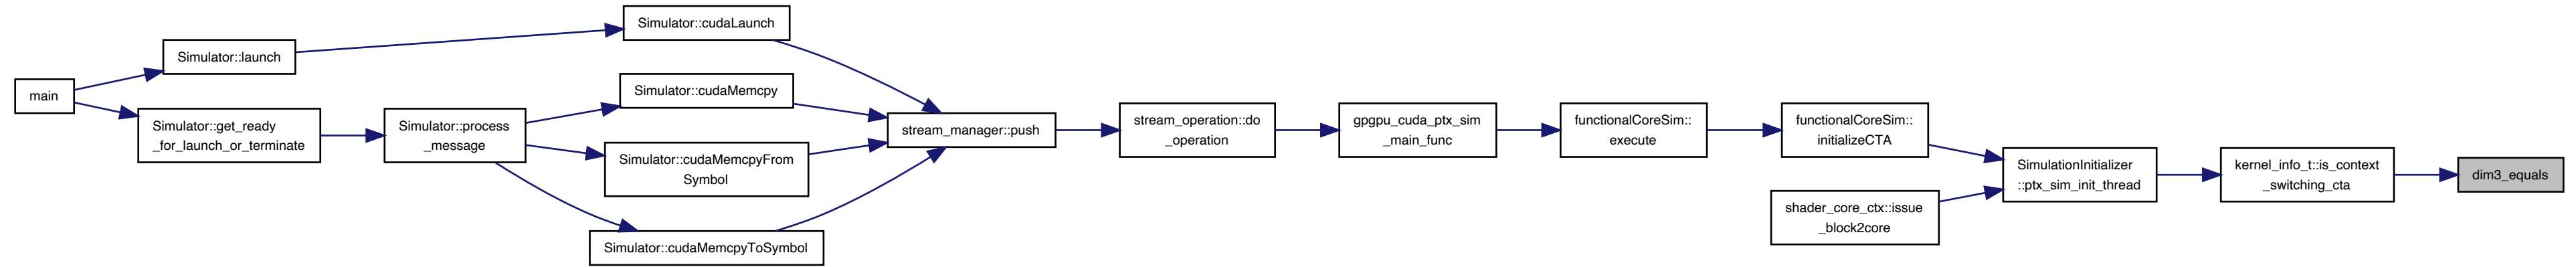 main
Simulator::launch
Simulator::get_ready
_for_launch_or_terminate
Simulator::process
_message
Simulator::cudaLaunch
Simulator::cudaMemcpy
Simulator::cudaMemcpyFrom
Symbol
Simulator::cudaMemcpyToSymbol
stream_manager::push
stream_operation::do
_operation
gpgpu_cuda_ptx_sim
_main_func
functionalCoreSim::
execute
functionalCoreSim::
initializeCTA
shader_core_ctx::issue
_block2core
SimulationInitializer
::ptx_sim_init_thread
kernel_info_t::is_context
_switching_cta
dim3_equals